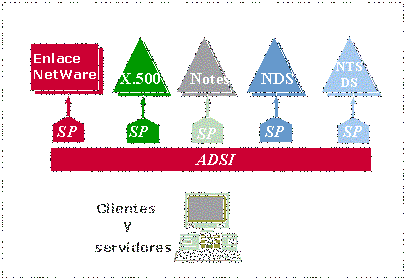 Enlace
NetWare
X.500
Notes
NDS
NTS
DS
SP SP SP SP SP
ADSI
Clientes
y
servidores